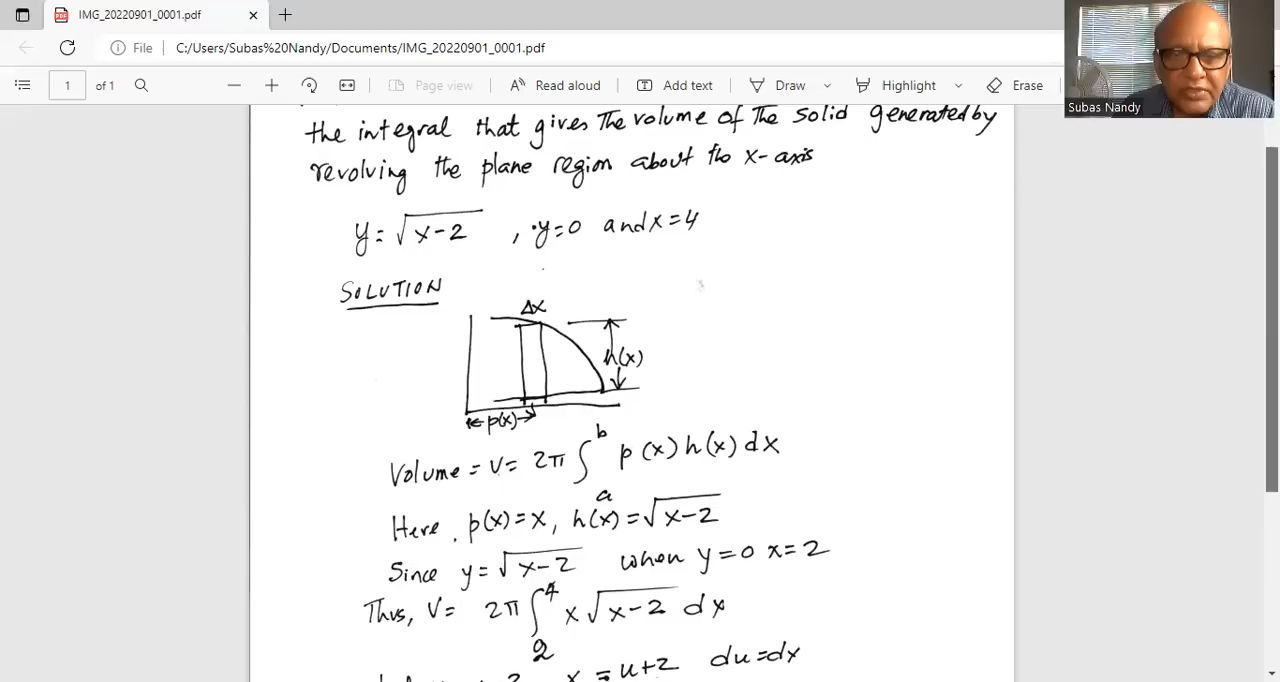 IMG_20220901_0001.pdf
File C:/Users/Subas%20Nandy/Documents/IMG_20220901_0001.pdf
1 of 1 Page view Read aloud Add text Draw Highlight Erase
Subas Nandy
the integral that gives The volume of The solid generated by
revolving the plane region about the x-axis
y = √x-2 , y=0 and x=4
SOLUTION
Δx
h(x)
p(x)
Volume = V = 2π ∫ₐᵇ p(x) h(x) dx
Here p(x) = x, h(x) = √x-2
Since y = √x-2 when y=0 x=2
Thus, V = 2π ∫₂⁴ x √x-2 dx
x = u+2 du = dx